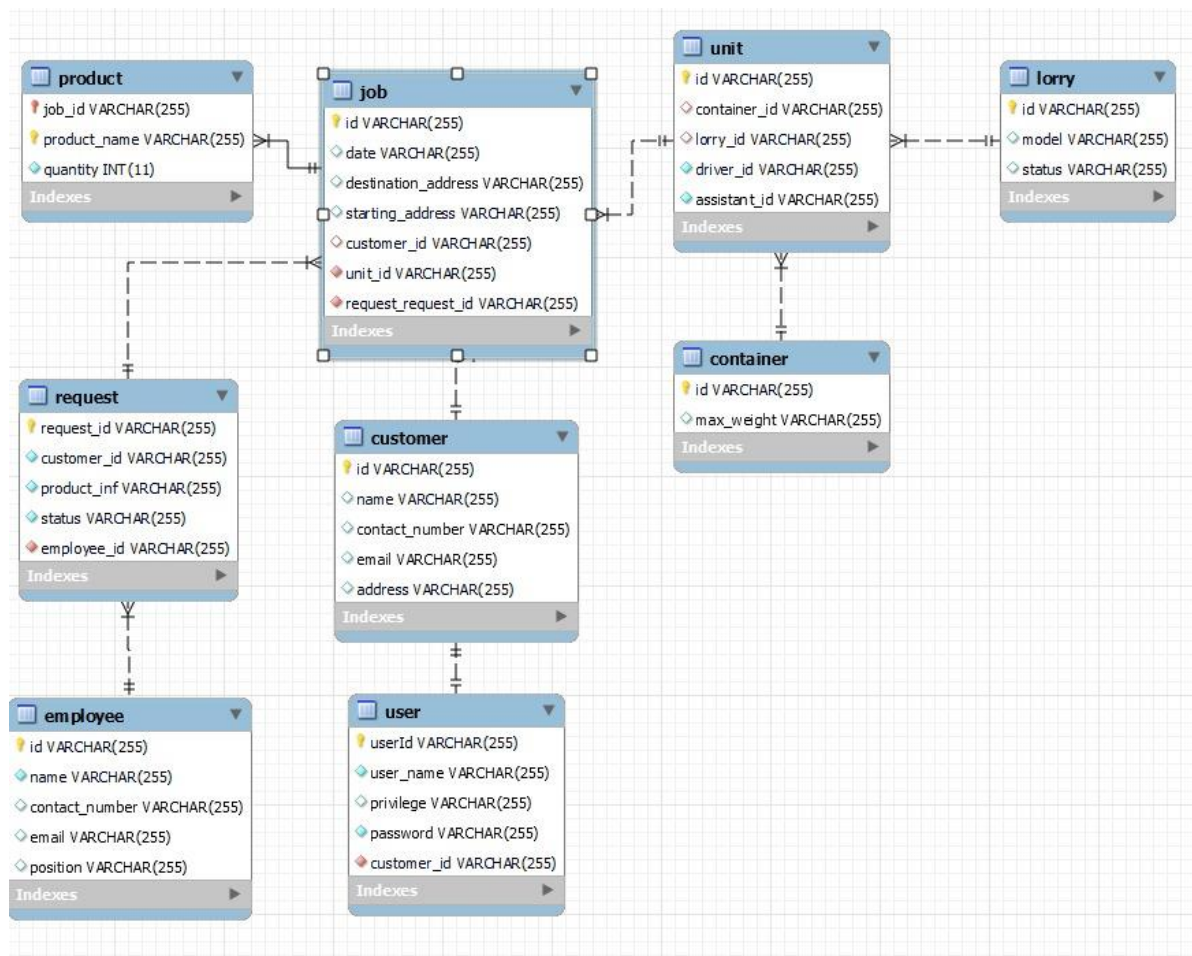 product
job_id VARCHAR(255)
product_name VARCHAR(255)
quantity INT(11)
Indexes
job
id VARCHAR(255)
date VARCHAR(255)
destination_address VARCHAR(255)
starting_address VARCHAR(255)
customer_id VARCHAR(255)
unit_id VARCHAR(255)
request_request_id VARCHAR(255)
Indexes
unit
id VARCHAR(255)
container_id VARCHAR(255)
lorry_id VARCHAR(255)
driver_id VARCHAR(255)
assistant_id VARCHAR(255)
Indexes
lorry
id VARCHAR(255)
model VARCHAR(255)
status VARCHAR(255)
Indexes
request
request_id VARCHAR(255)
customer_id VARCHAR(255)
product_inf VARCHAR(255)
status VARCHAR(255)
employee_id VARCHAR(255)
Indexes
customer
id VARCHAR(255)
name VARCHAR(255)
contact_number VARCHAR(255)
email VARCHAR(255)
address VARCHAR(255)
Indexes
container
id VARCHAR(255)
max_weight VARCHAR(255)
Indexes
employee
id VARCHAR(255)
name VARCHAR(255)
contact_number VARCHAR(255)
email VARCHAR(255)
position VARCHAR(255)
Indexes
user
userId VARCHAR(255)
user_name VARCHAR(255)
privilege VARCHAR(255)
password VARCHAR(255)
customer_id VARCHAR(255)
Indexes